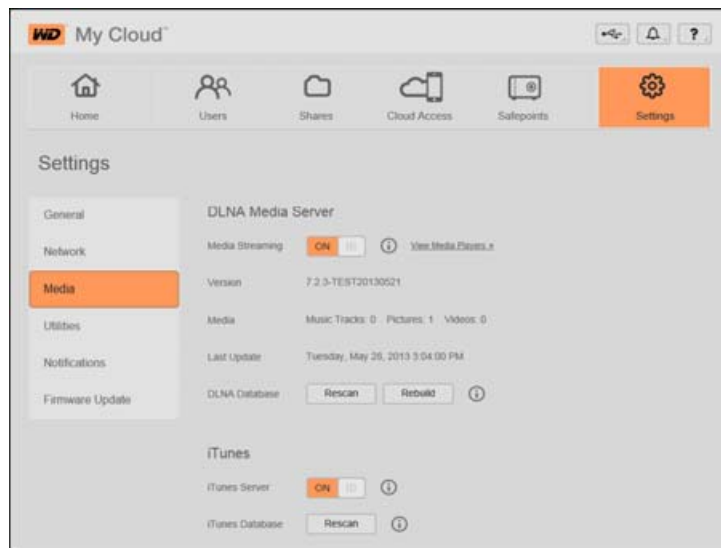 WD My Cloud
?
Home Users Shares Cloud Access Safepoints Settings
Settings
General
Network
Media
Utilities
Notifications
Firmware Update
DLNA Media Server
Media Streaming ON View Media Players »
Version 7.2.3-TEST20130521
Media Music Tracks: 0 Pictures: 1 Videos: 0
Last Update Tuesday, May 28, 2013 3:04:00 PM
DLNA Database Rescan Rebuild
iTunes
iTunes Server ON
iTunes Database Rescan